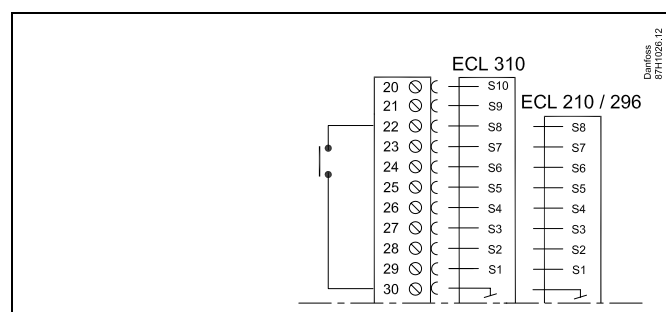 Danfoss
87H1026.12
ECL 310
ECL 210 / 296
20 S10
21 S9
22 S8 S8
23 S7 S7
24 S6 S6
25 S5 S5
26 S4 S4
27 S3 S3
28 S2 S2
29 S1 S1
30